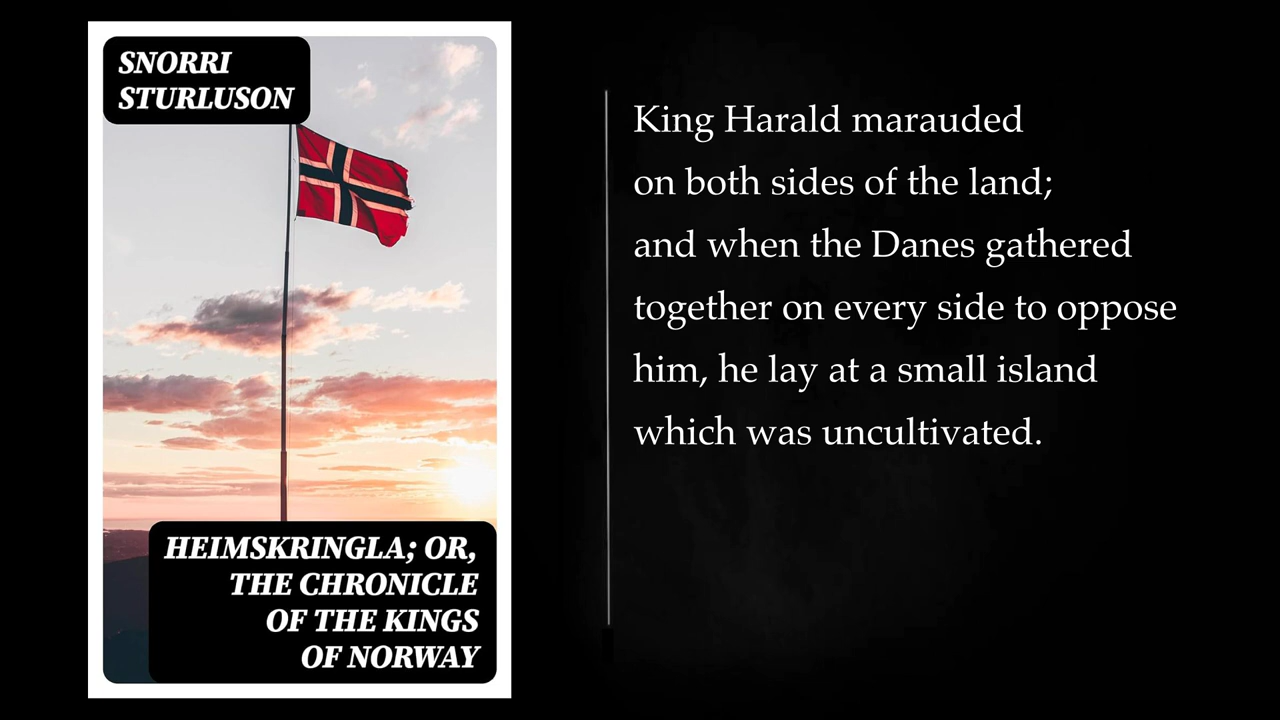 SNORRI
STURLUSON
HEIMSKRINGLA; OR,
THE CHRONICLE
OF THE KINGS
OF NORWAY
King Harald marauded
on both sides of the land;
and when the Danes gathered
together on every side to oppose
him, he lay at a small island
which was uncultivated.